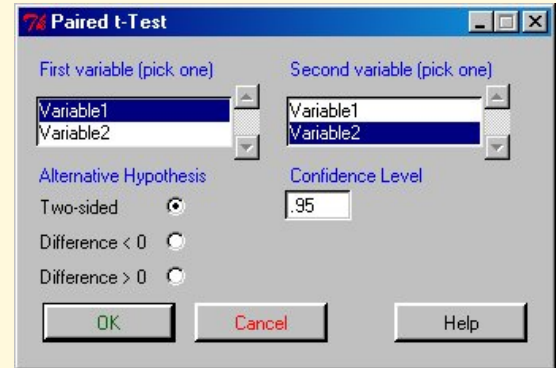 Paired t-Test
First variable (pick one) Second variable (pick one)
Variable1 Variable1
Variable2 Variable2
Alternative Hypothesis Confidence Level
Two-sided .95
Difference < 0
Difference > 0
OK Cancel Help